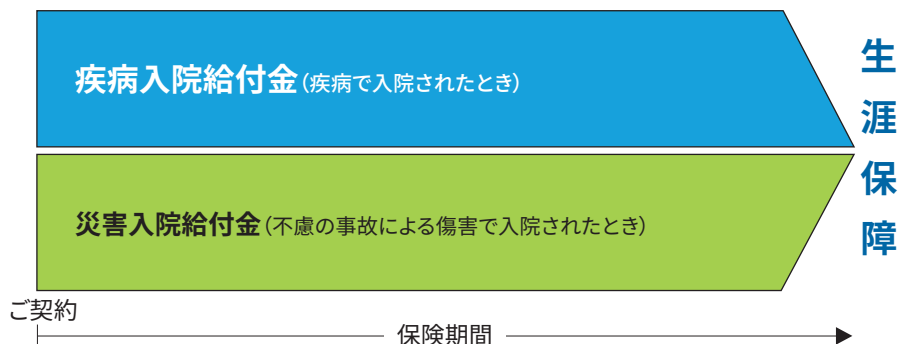 疾病入院給付金(疾病で入院されたとき)
災害入院給付金(不慮の事故による傷害で入院されたとき)
生涯保障
ご契約
保険期間